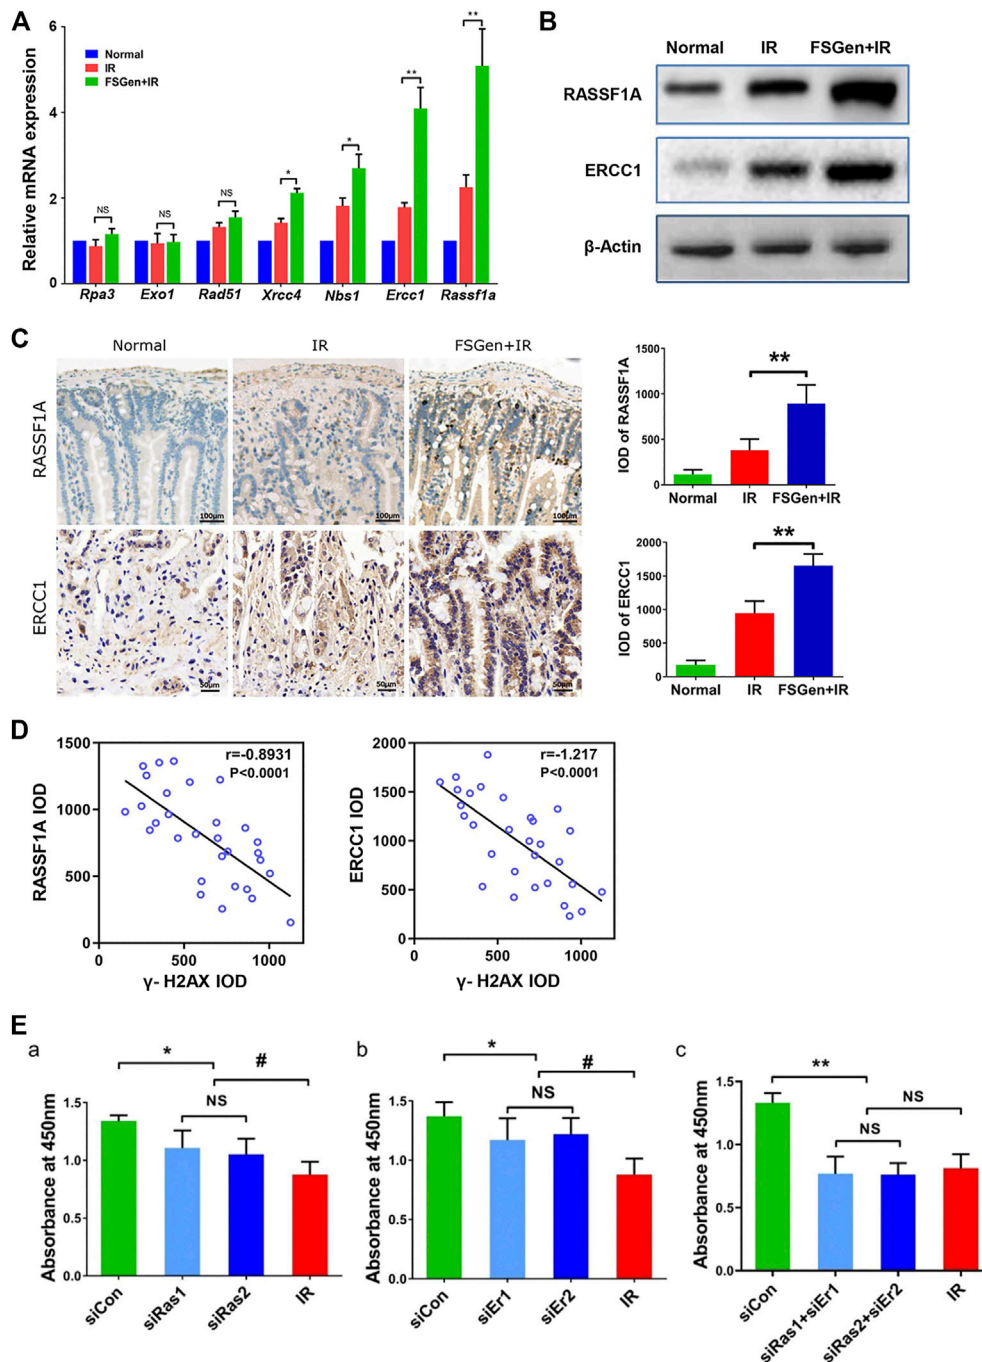 A
Relative mRNA expression
6
4
2
0
Normal
IR
FSGen+IR
NS
NS
NS
*
*
**
**
Rpa3 Exo1 Rad51 Xrcc4 Nbs1 Ercc1 Rassf1a
B
Normal IR FSGen+IR
RASSF1A
ERCC1
β-Actin
C
Normal IR FSGen+IR
RASSF1A
100μm 100μm 100μm
ERCC1
50μm 50μm 50μm
IOD of RASSF1A
1500
1000
500
0
**
Normal IR FSGen+IR
IOD of ERCC1
2000
1500
1000
500
0
**
Normal IR FSGen+IR
D
RASSF1A IOD
1500
1000
500
0
r=-0.8931
P<0.0001
0 500 1000
γ- H2AX IOD
ERCC1 IOD
2000
1500
1000
500
0
r=-1.217
P<0.0001
0 500 1000
γ- H2AX IOD
E
a
Absorbance at 450nm
1.5
1.0
0.5
0.0
*
#
NS
siCon siRas1 siRas2 IR
b
Absorbance at 450nm
1.5
1.0
0.5
0.0
*
#
NS
siCon siEr1 siEr2 IR
c
Absorbance at 450nm
1.5
1.0
0.5
0.0
**
NS
NS
siCon siRas1+siEr1 siRas2+siEr2 IR